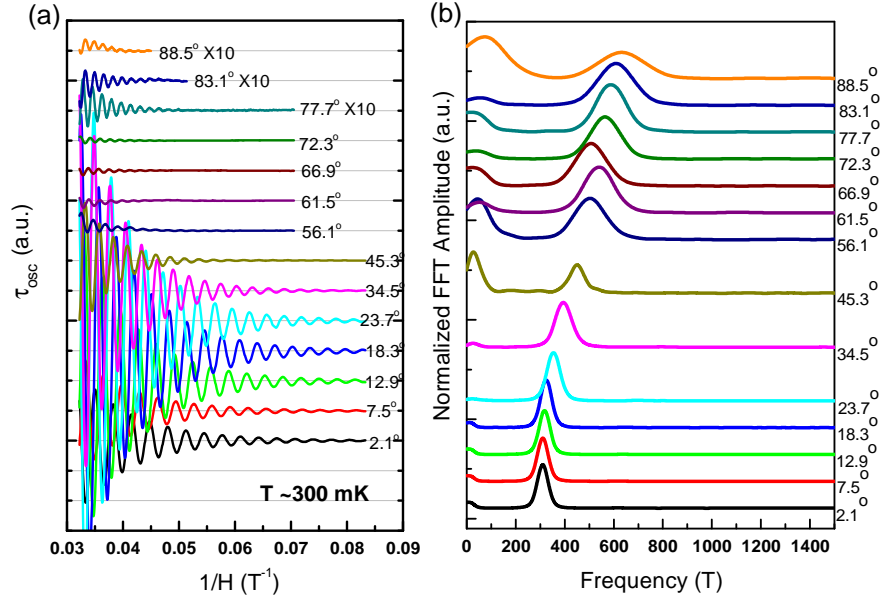 (a)
88.5° X10
83.1° X10
77.7° X10
72.3°
66.9°
61.5°
56.1°
45.3°
34.5°
23.7°
18.3°
12.9°
7.5°
2.1°
T ~300 mK
τosc (a.u.)
0.03 0.04 0.05 0.06 0.07 0.08 0.09
1/H (T⁻¹)
(b)
88.5°
83.1°
77.7°
72.3°
66.9°
61.5°
56.1°
45.3°
34.5°
23.7°
18.3°
12.9°
7.5°
2.1°
Normalized FFT Amplitude (a.u.)
0 200 400 600 800 1000 1400
Frequency (T)